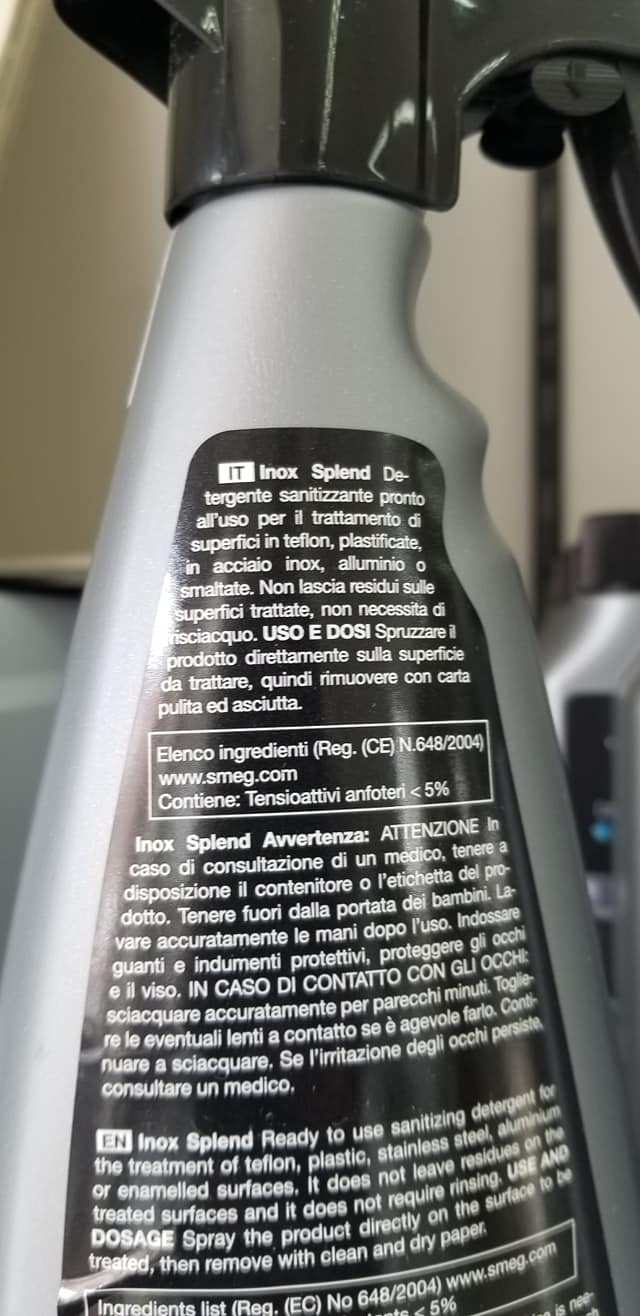 IT Inox Splend De-
tergente sanitizzante pronto
all'uso per il trattamento di
superfici in teflon, plastificate,
in acciaio inox, alluminio o
smaltate. Non lascia residui sulle
superfici trattate, non necessita di
risciacquo. USO E DOSI Spruzzare il
prodotto direttamente sulla superficie
da trattare, quindi rimuovere con carta
pulita ed asciutta.
Elenco ingredienti (Reg. (CE) N.648/2004)
www.smeg.com
Contiene: Tensioattivi anfoteri < 5%
Inox Splend Avvertenza: ATTENZIONE In
caso di consultazione di un medico, tenere a
disposizione il contenitore o l'etichetta del pro-
dotto. Tenere fuori dalla portata dei bambini. La-
vare accuratamente le mani dopo l'uso. Indossare
guanti e indumenti protettivi, proteggere gli occhi
e il viso. IN CASO DI CONTATTO CON GLI OCCHI:
sciacquare accuratamente per parecchi minuti. Toglie-
re le eventuali lenti a contatto se è agevole farlo. Conti-
nuare a sciacquare. Se l'irritazione degli occhi persiste,
consultare un medico.
EN Inox Splend Ready to use sanitizing detergent for
the treatment of teflon, plastic, stainless steel, aluminium
or enamelled surfaces. It does not leave residues on the
treated surfaces and it does not require rinsing. USE AND
DOSAGE Spray the product directly on the surface to be
treated, then remove with clean and dry paper.
Ingredients list (Reg. (EC) No 648/2004) www.smeg.com
< 5%